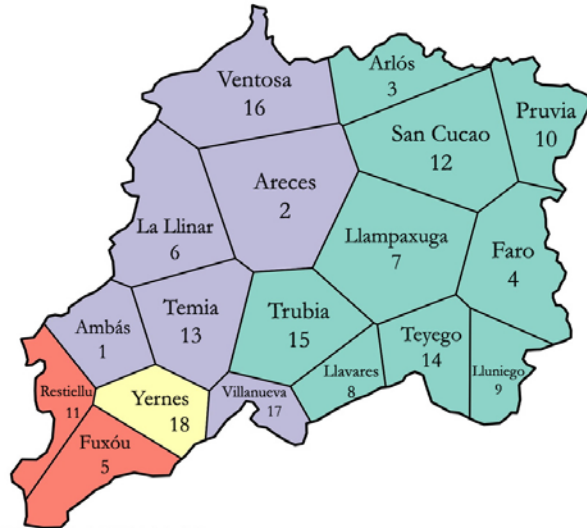 Ventosa
16
Arlós
3
Pruvia
10
San Cucao
12
Areces
2
La Llinar
6
Llampaxuga
7
Faro
4
Ambás
1
Temia
13
Trubia
15
Teyego
14
Llavares
8
Lluniego
9
Restiellu
11
Yernes
18
Villanueva
17
Fuxóu
5